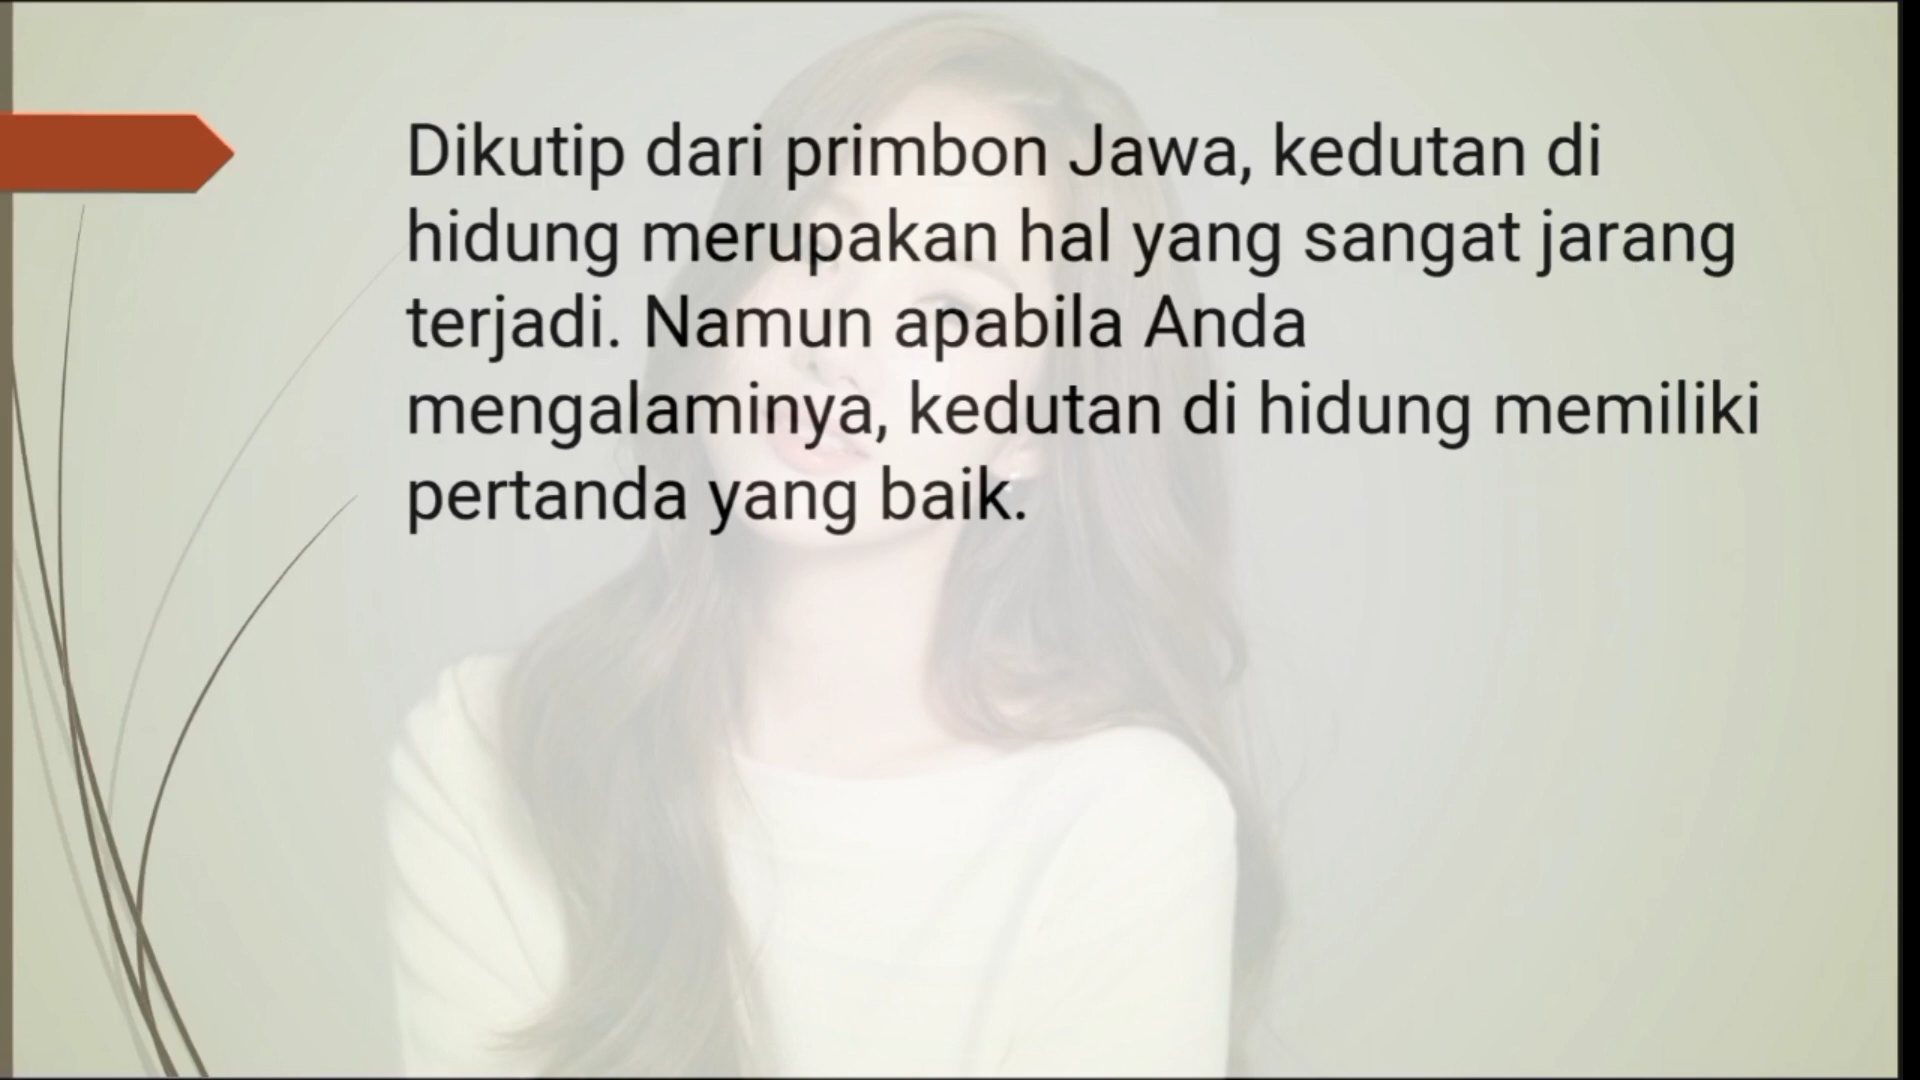 Dikutip dari primbon Jawa, kedutan di
hidung merupakan hal yang sangat jarang
terjadi. Namun apabila Anda
mengalaminya, kedutan di hidung memiliki
pertanda yang baik.